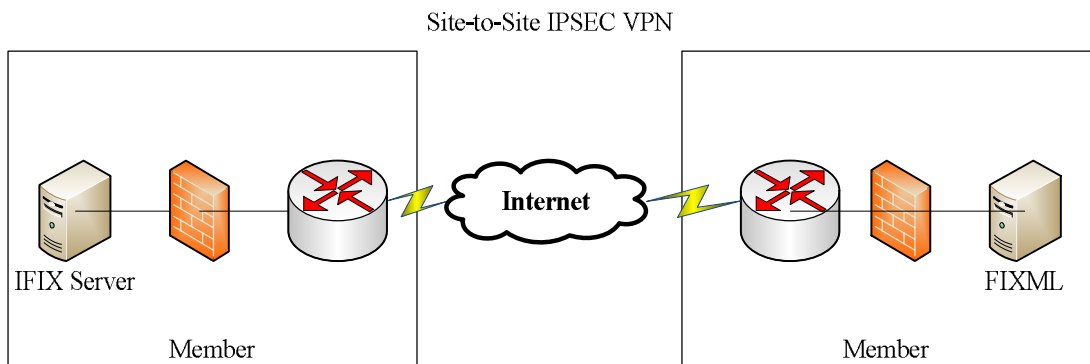 Site-to-Site IPSEC VPN
Internet
IFIX Server
FIXML
Member
Member